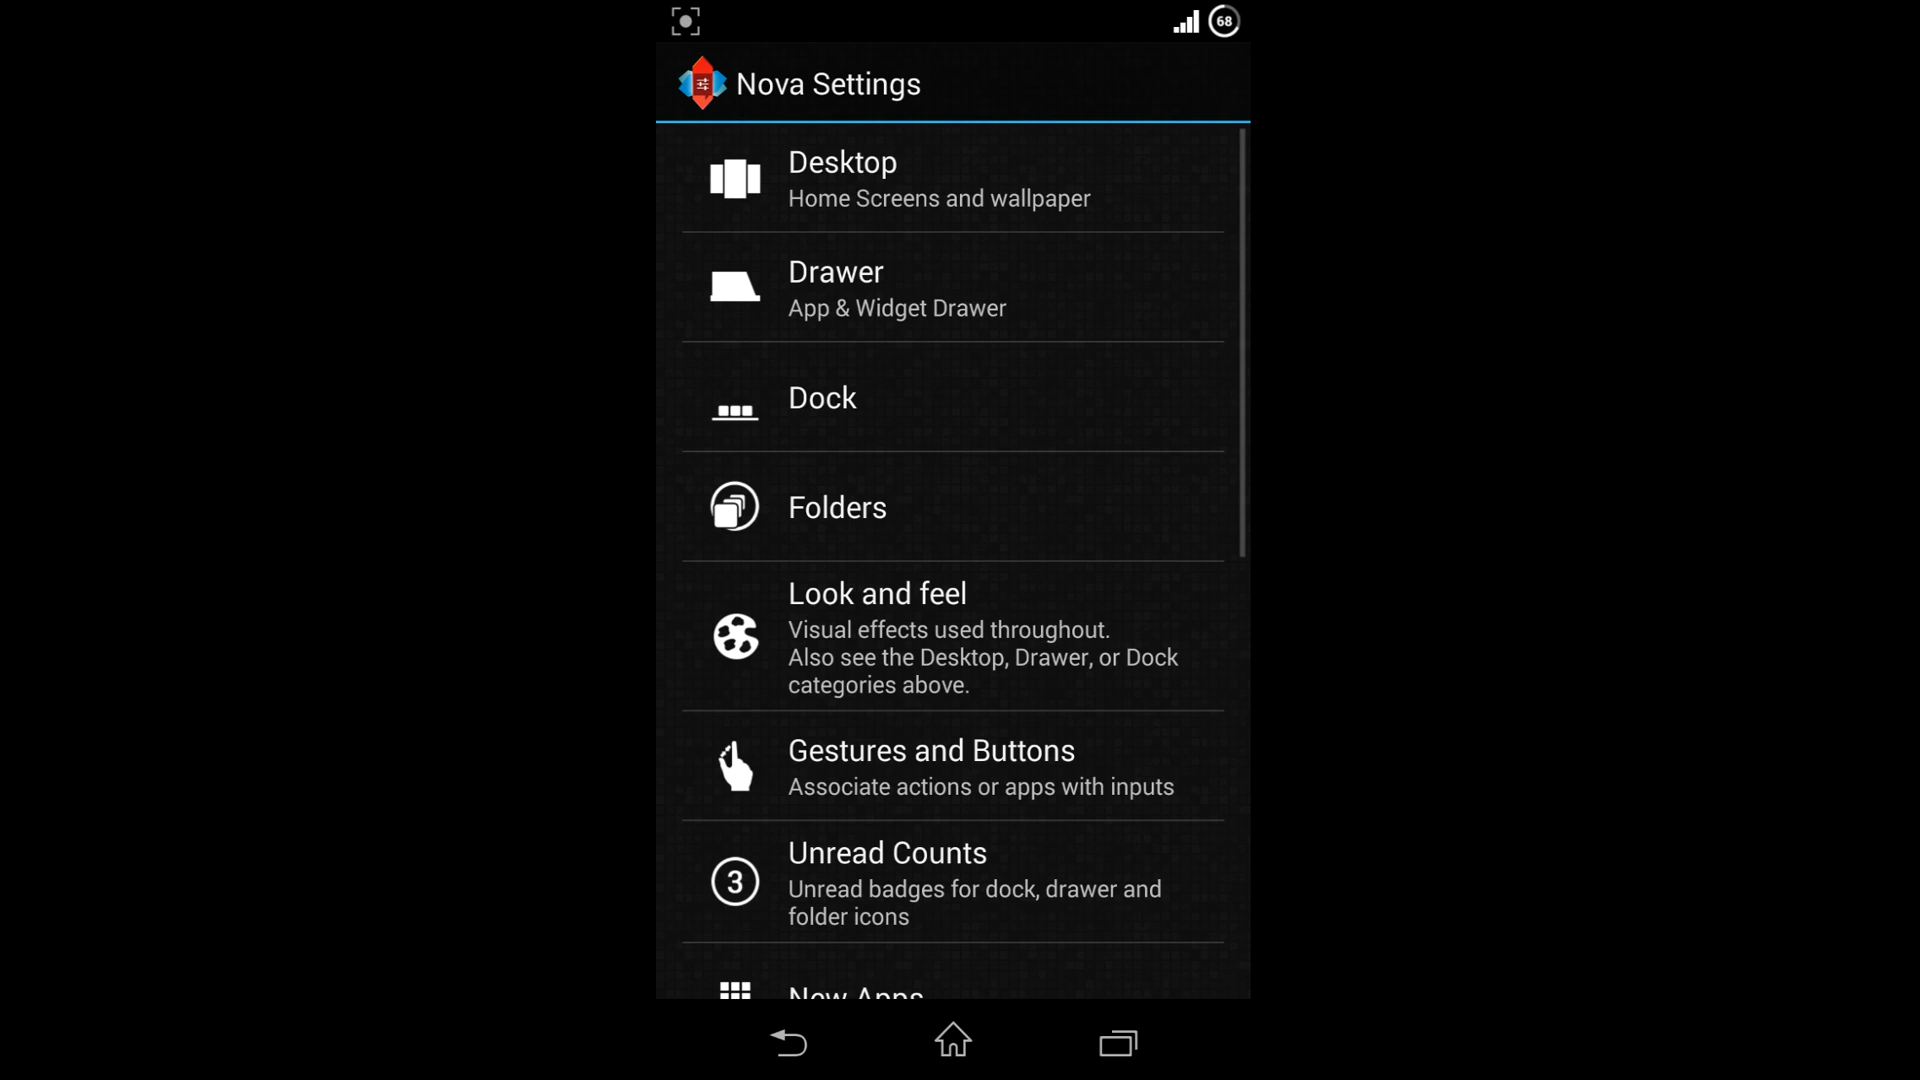 68
Nova Settings
Desktop
Home Screens and wallpaper
Drawer
App & Widget Drawer
Dock
Folders
Look and feel
Visual effects used throughout.
Also see the Desktop, Drawer, or Dock
categories above.
Gestures and Buttons
Associate actions or apps with inputs
3
Unread Counts
Unread badges for dock, drawer and
folder icons
New Apps